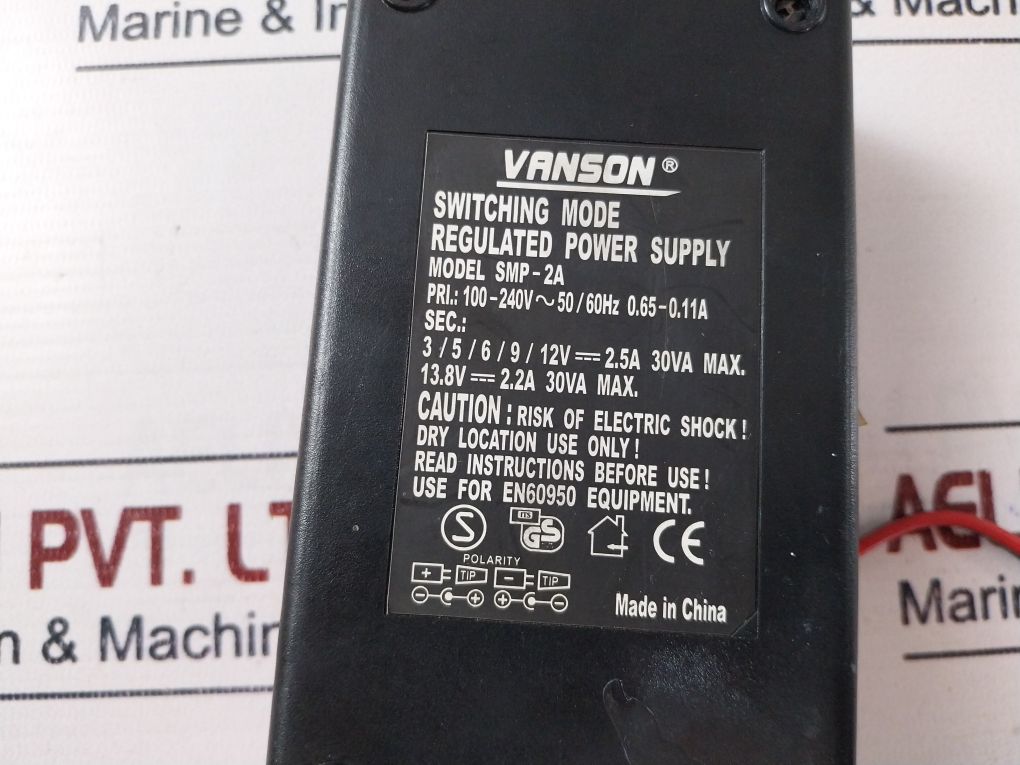 Marine & In
& Mach
VANSON®
SWITCHING MODE
REGULATED POWER SUPPLY
MODEL SMP-2A
PRI.: 100-240V～50/60Hz 0.65-0.11A
SEC.:
3/5/6/9/12V⎓2.5A 30VA MAX.
13.8V⎓2.2A 30VA MAX.
CAUTION: RISK OF ELECTRIC SHOCK!
DRY LOCATION USE ONLY!
READ INSTRUCTIONS BEFORE USE!
USE FOR EN60950 EQUIPMENT.
S ITS GS CE
POLARITY
+ TIP - TIP
Made in China
PVT. LT
n & Machin
AEL
Marin